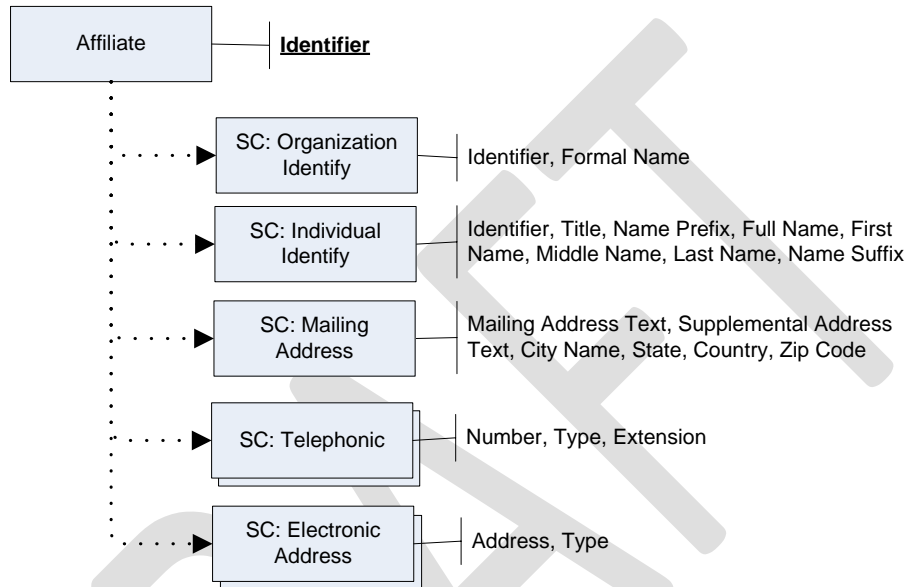 Affiliate
Identifier
SC: Organization
Identify
Identifier, Formal Name
SC: Individual
Identify
Identifier, Title, Name Prefix, Full Name, First
Name, Middle Name, Last Name, Name Suffix
SC: Mailing
Address
Mailing Address Text, Supplemental Address
Text, City Name, State, Country, Zip Code
SC: Telephonic
Number, Type, Extension
SC: Electronic
Address
Address, Type
DRAFT